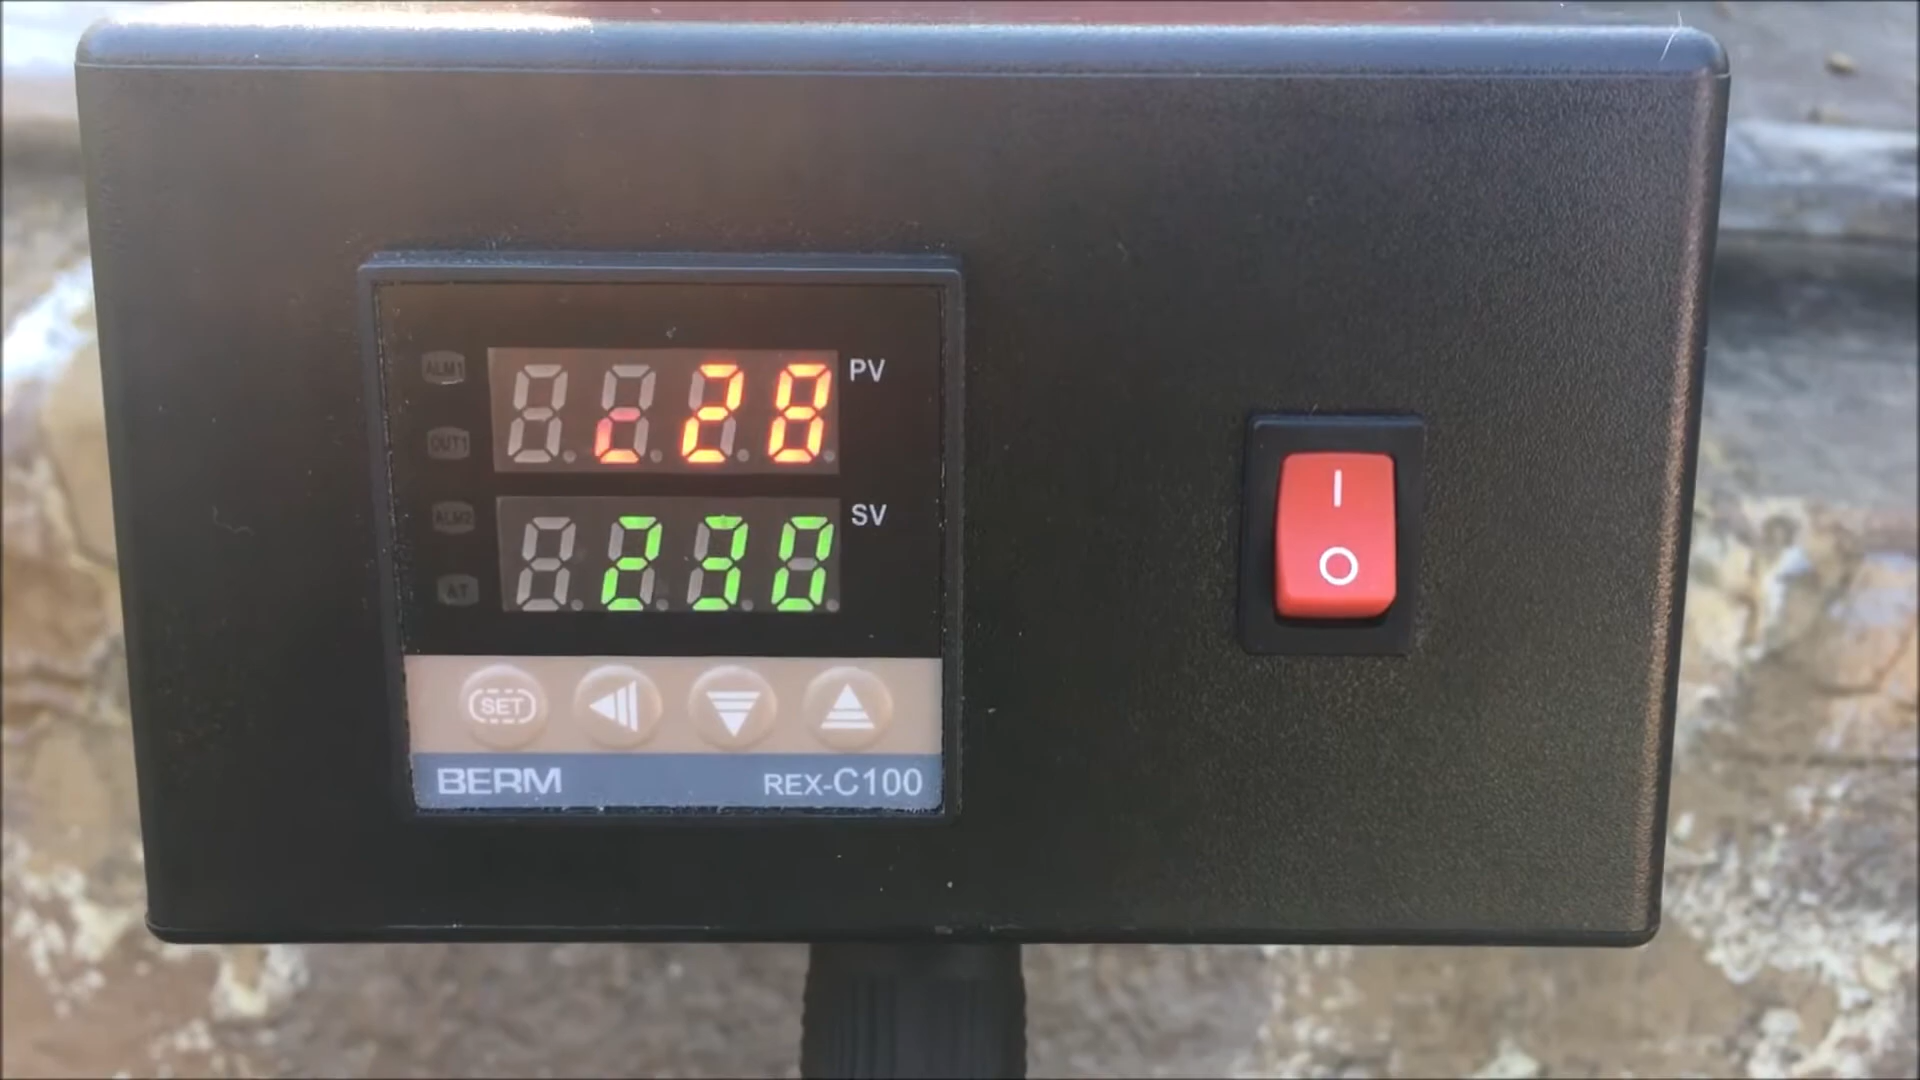 ALM1
c28 PV
OUT1
ALM2
230 SV
AT
SET
BERM REX-C100
I
O